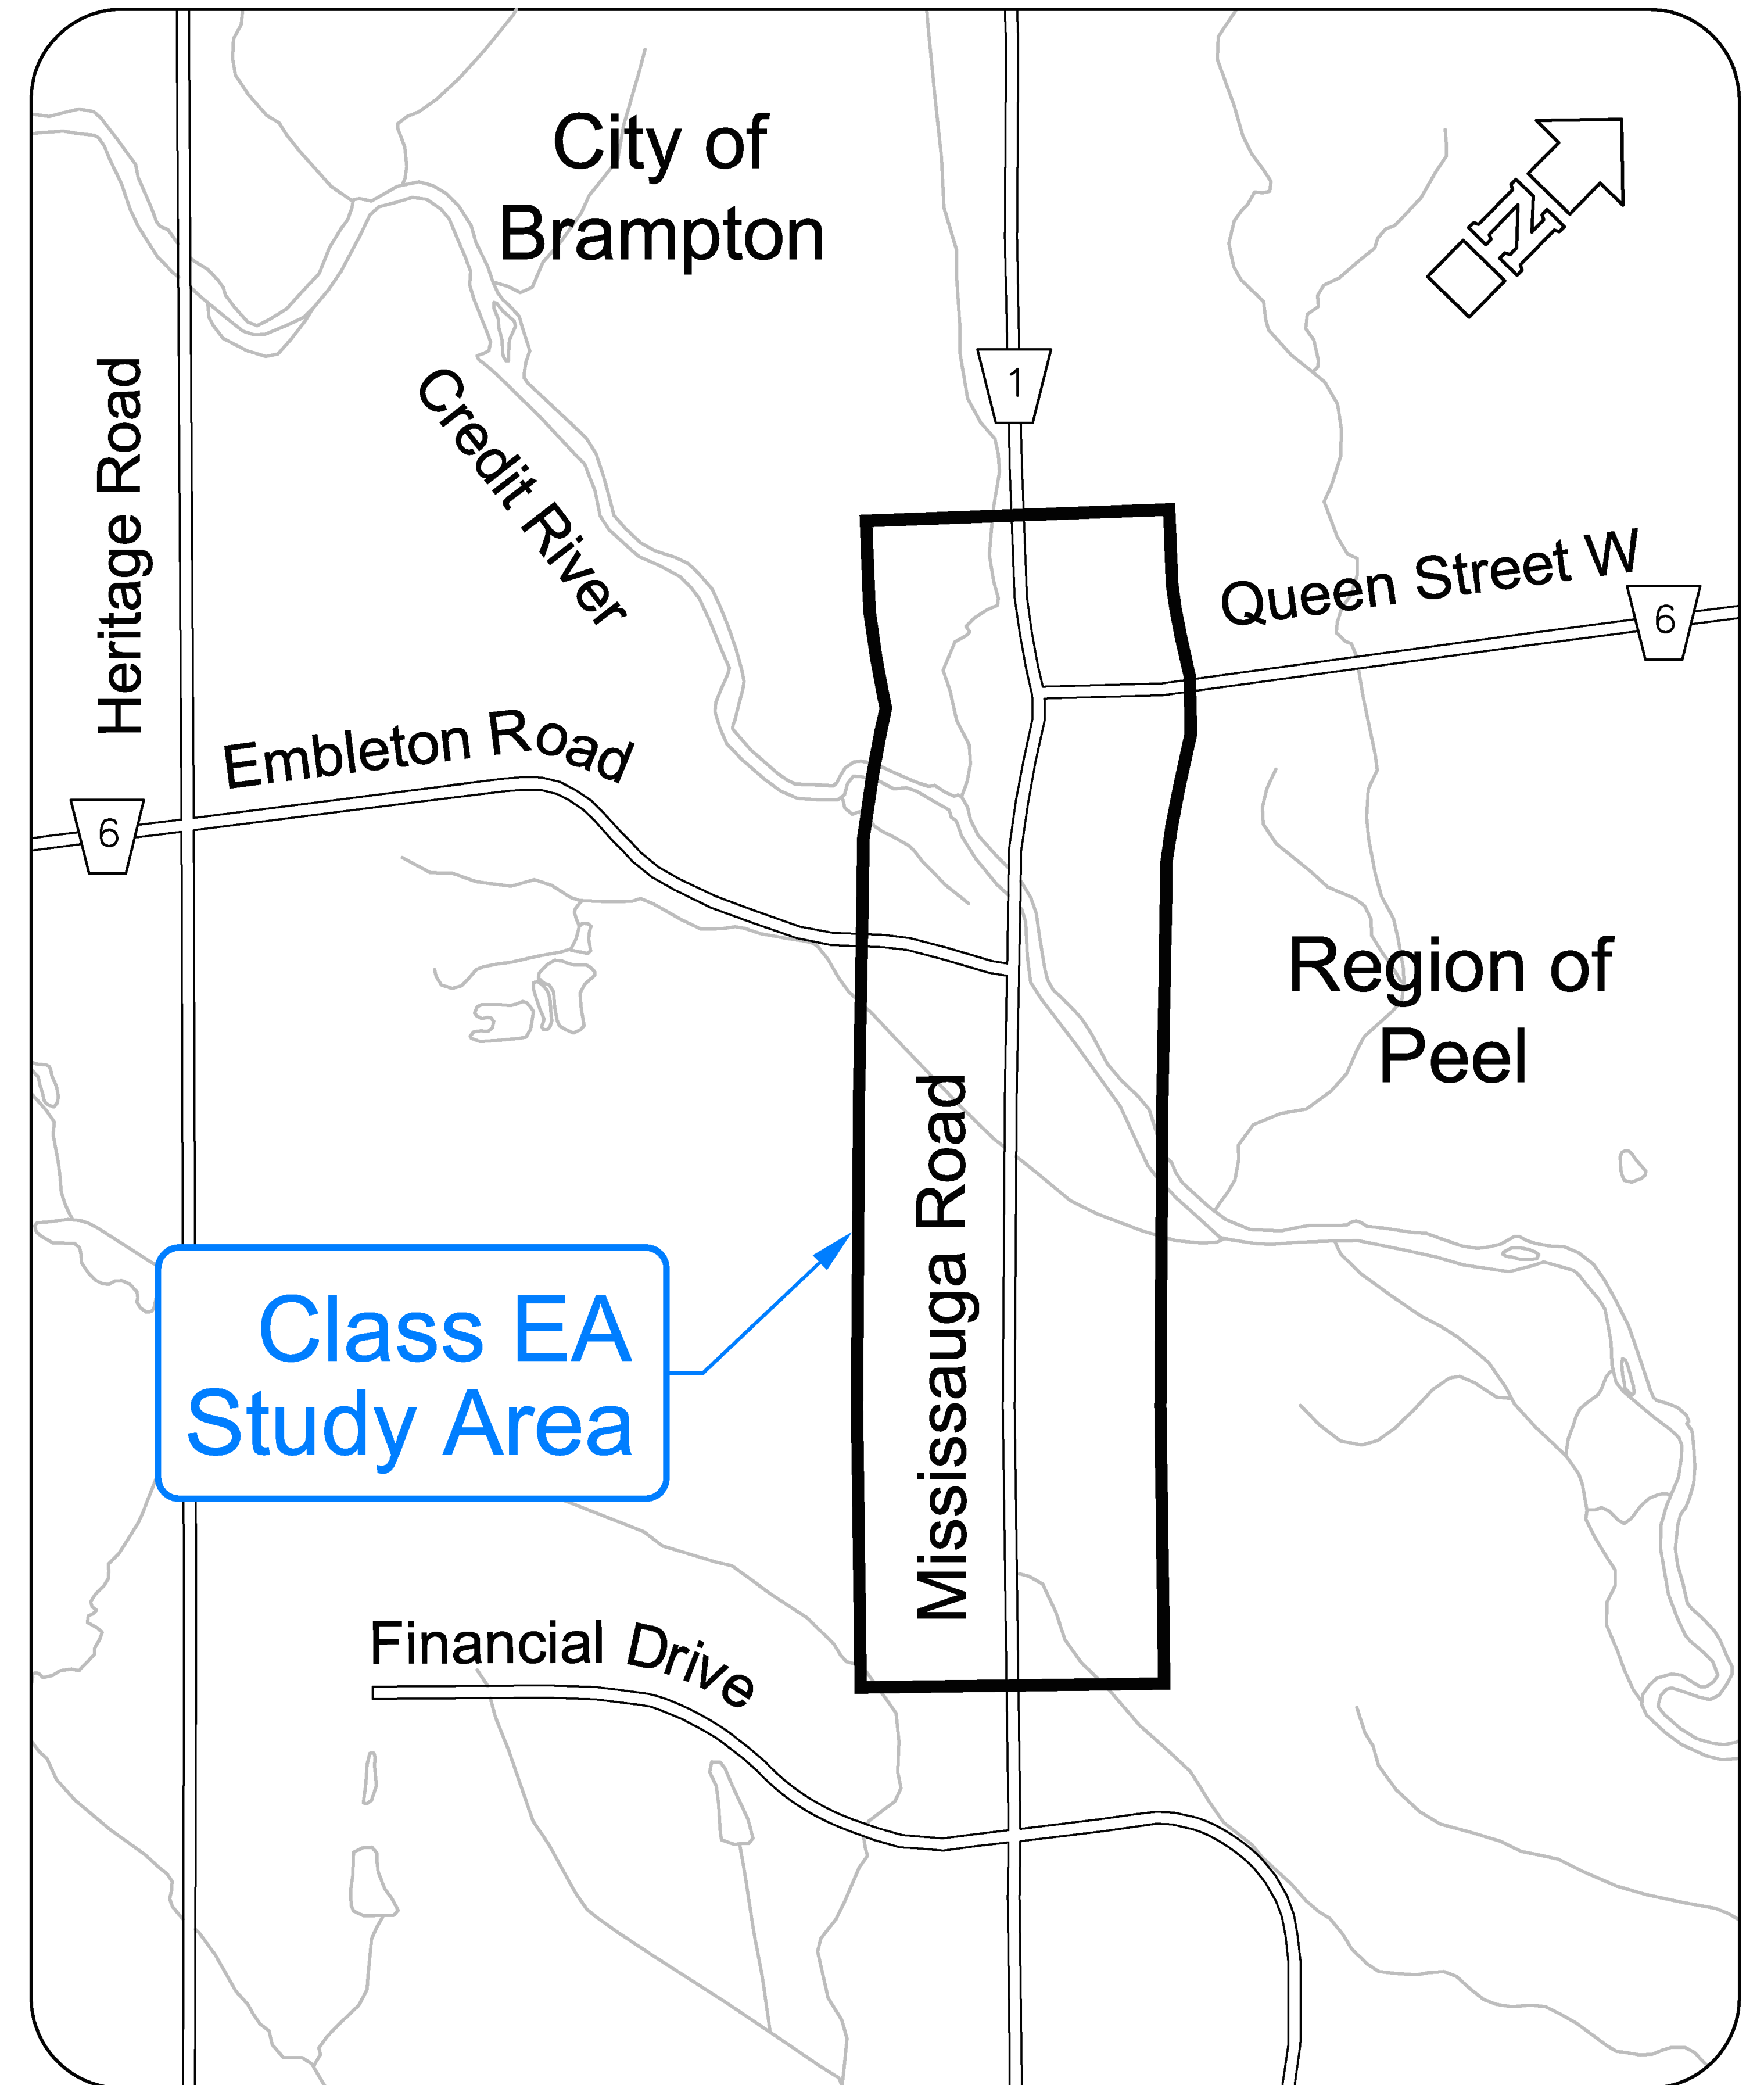 City of
Brampton
N
1
Heritage Road
Credit River
Queen Street W
6
Embleton Road
6
Region of
Peel
Mississauga Road
Class EA
Study Area
Financial Drive